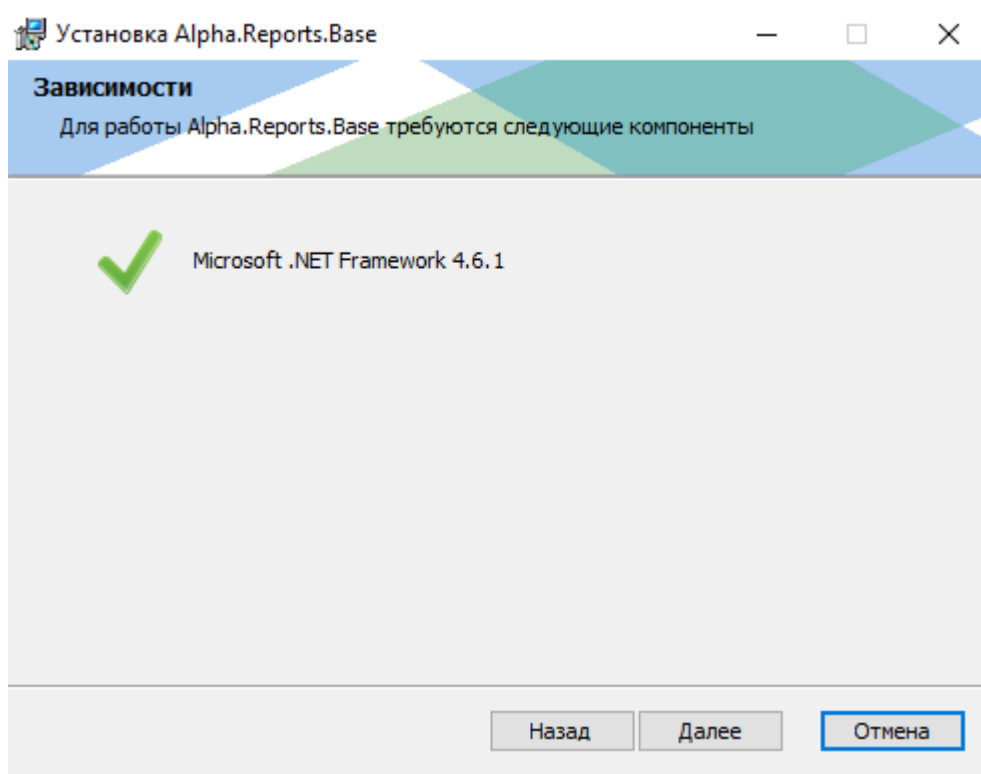 Установка Alpha.Reports.Base
Зависимости
Для работы Alpha.Reports.Base требуются следующие компоненты
Microsoft .NET Framework 4.6.1
Назад
Далее
Отмена